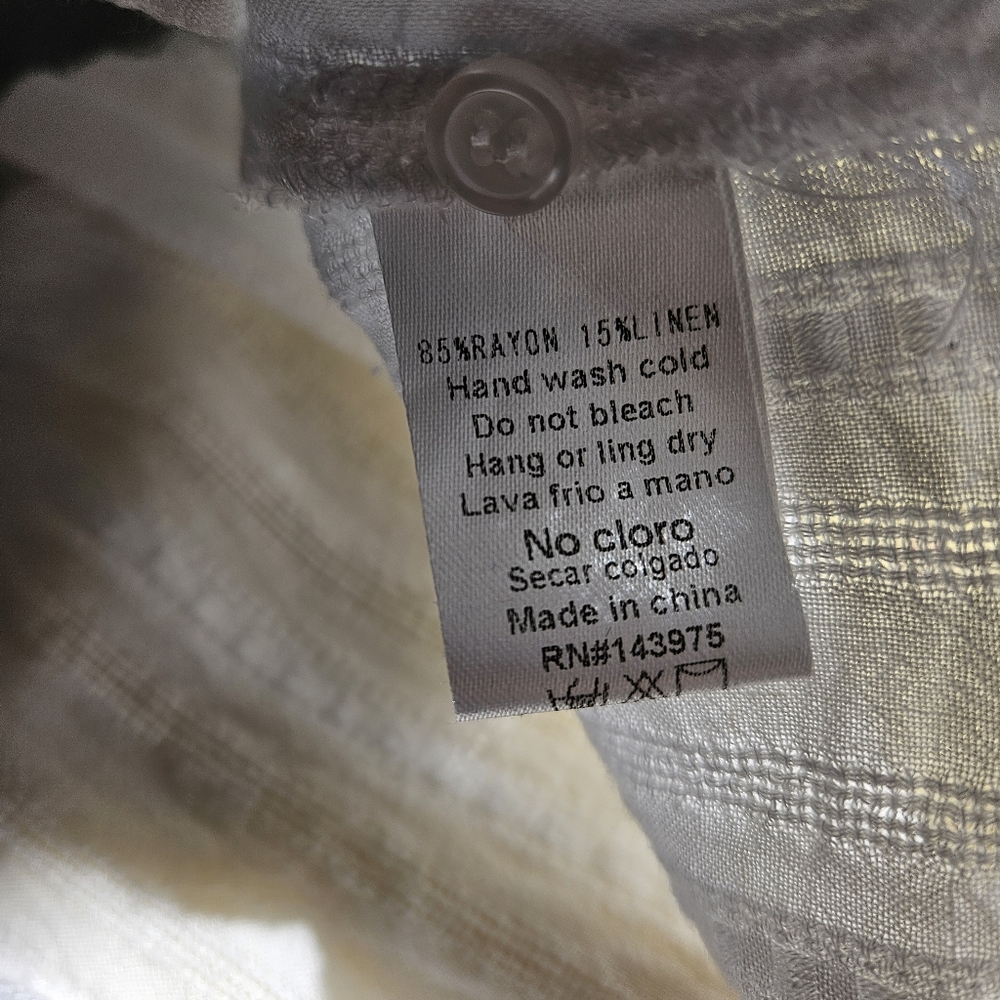 85%RAYON 15%LINEN
Hand wash cold
Do not bleach
Hang or ling dry
Lava frio a mano
No cloro
Secar colgado
Made in china
RN#143975